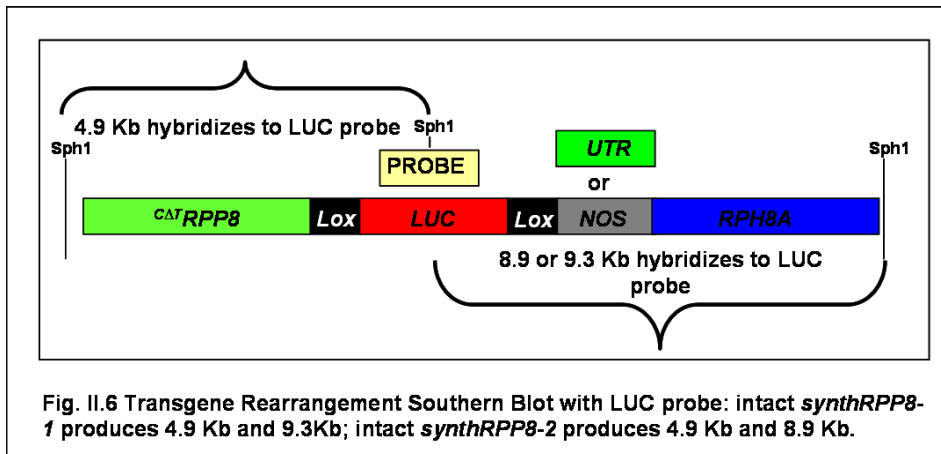 4.9 Kb hybridizes to LUC probe
Sph1
Sph1
Sph1
PROBE
UTR
or
CΔTRPP8
Lox
LUC
Lox
NOS
RPH8A
8.9 or 9.3 Kb hybridizes to LUC
probe
Fig. II.6 Transgene Rearrangement Southern Blot with LUC probe: intact synthRPP8-
1 produces 4.9 Kb and 9.3Kb; intact synthRPP8-2 produces 4.9 Kb and 8.9 Kb.